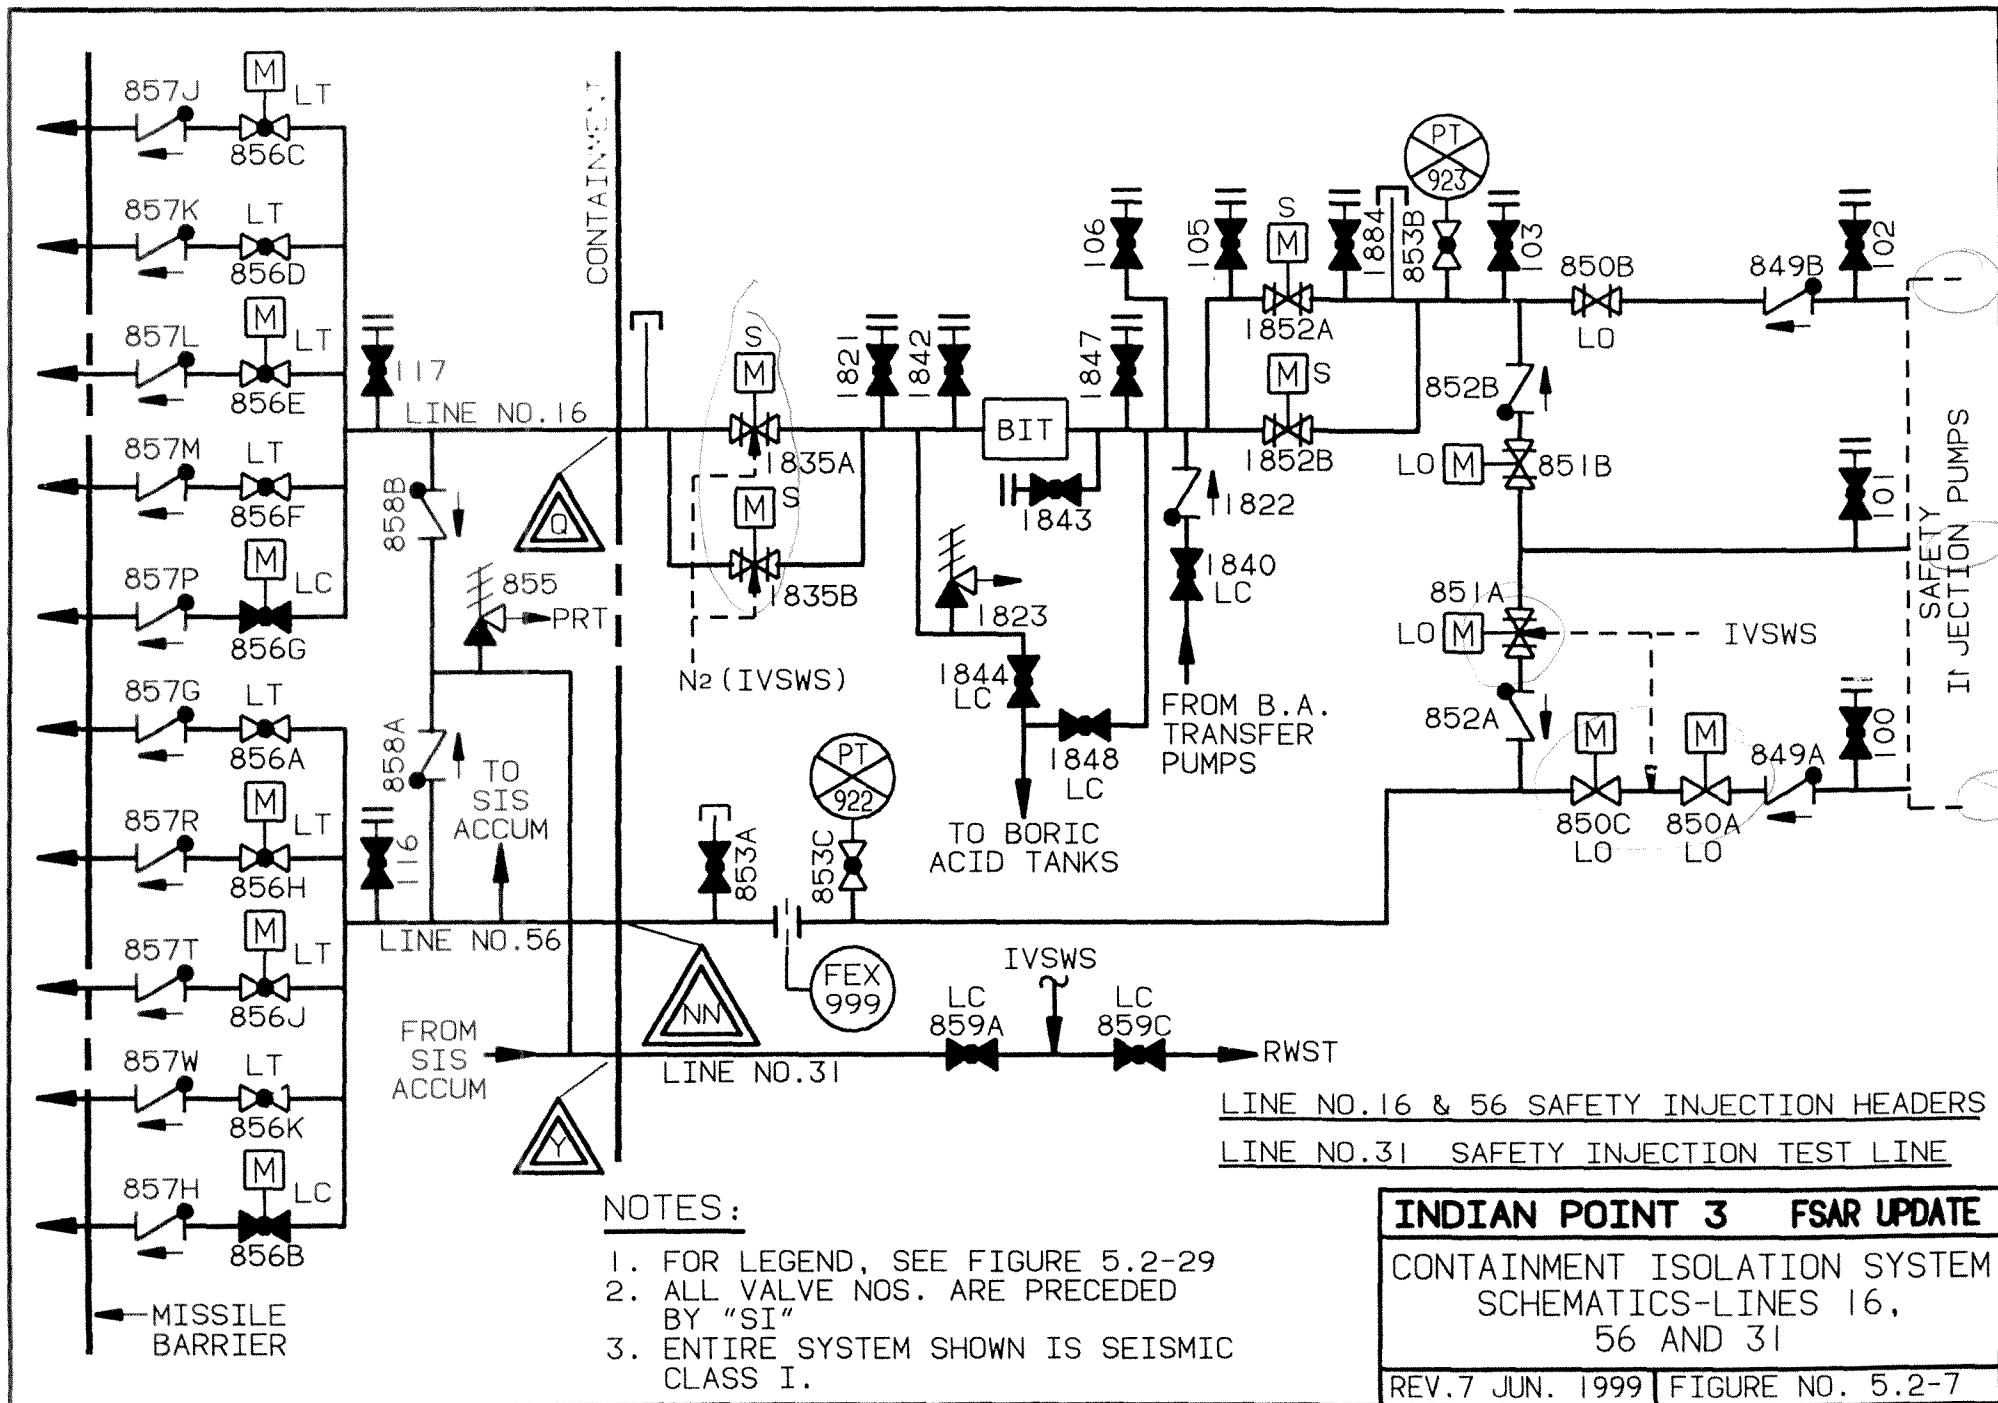 857J
M
LT
856C
857K
LT
856D
857L
M
LT
856E
857M
LT
856F
857P
M
LC
856G
857G
LT
856A
857R
M
LT
856H
857T
M
LT
856J
857W
LT
856K
857H
M
LC
856B
MISSILE
BARRIER
117
LINE NO.16
858B
855
PRT
858A
TO
SIS
ACCUM
116
LINE NO.56
FROM
SIS
ACCUM
CONTAINMENT
Q
NN
Y
S
M
1835A
M
S
1835B
N2 (IVSWS)
1821
1842
BIT
1847
1843
1823
1844
LC
1848
LC
TO BORIC
ACID TANKS
106
105
S
M
1852A
M
S
1852B
1822
1840
LC
FROM B.A.
TRANSFER
PUMPS
1884
853B
PT
923
103
850B
LO
849B
102
852B
LO
M
851B
101
SAFETY
INJECTION PUMPS
851A
LO
M
IVSWS
852A
M
850C
LO
M
850A
LO
849A
100
853A
PT
922
853C
FEX
999
IVSWS
LC
859A
LC
859C
RWST
LINE NO.31
LINE NO.16 & 56 SAFETY INJECTION HEADERS
LINE NO.31 SAFETY INJECTION TEST LINE
NOTES:
1. FOR LEGEND, SEE FIGURE 5.2-29
2. ALL VALVE NOS. ARE PRECEDED
BY "SI"
3. ENTIRE SYSTEM SHOWN IS SEISMIC
CLASS I.
INDIAN POINT 3 FSAR UPDATE
CONTAINMENT ISOLATION SYSTEM
SCHEMATICS-LINES 16,
56 AND 31
REV.7 JUN. 1999
FIGURE NO. 5.2-7